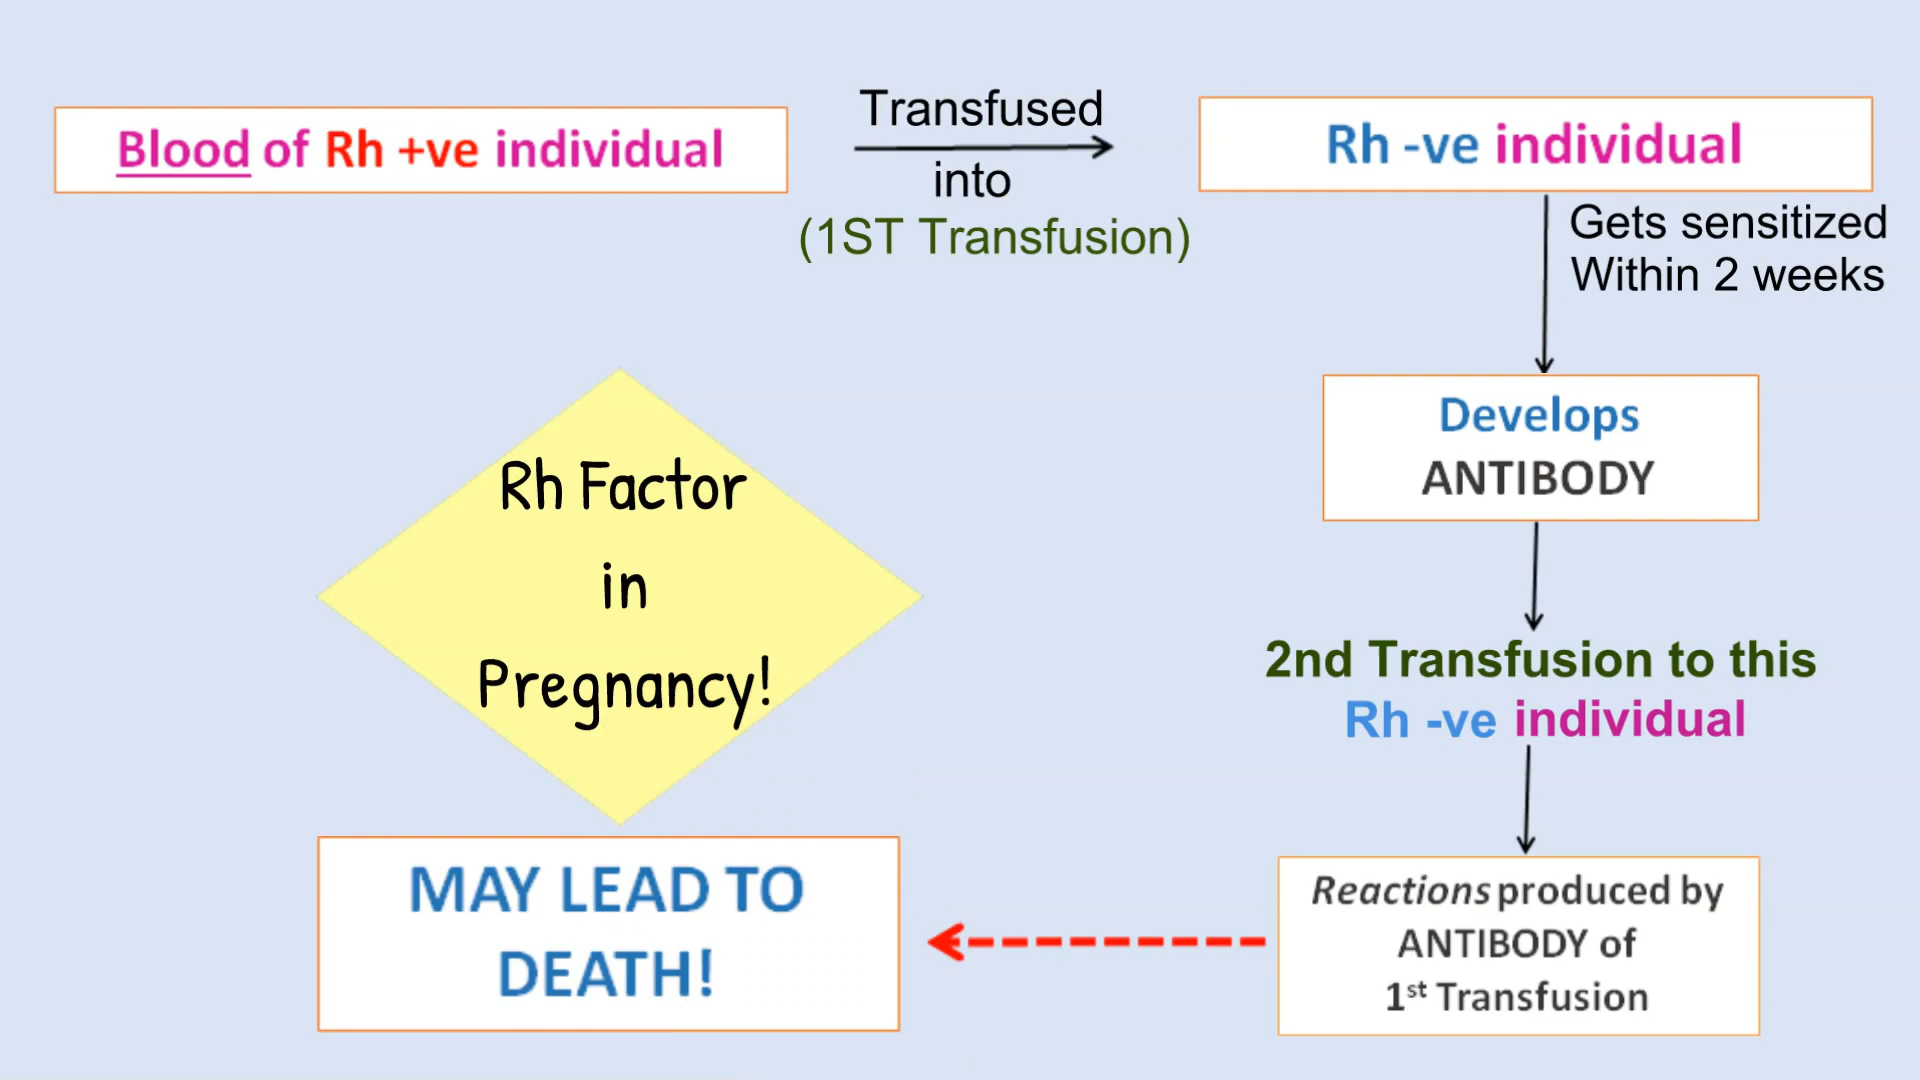 Blood of Rh +ve individual
Transfused
into
(1ST Transfusion)
Rh -ve individual
Gets sensitized
Within 2 weeks
Develops
ANTIBODY
2nd Transfusion to this
Rh -ve individual
Reactions produced by
ANTIBODY of
1st Transfusion
MAY LEAD TO
DEATH!
Rh Factor
in
Pregnancy!